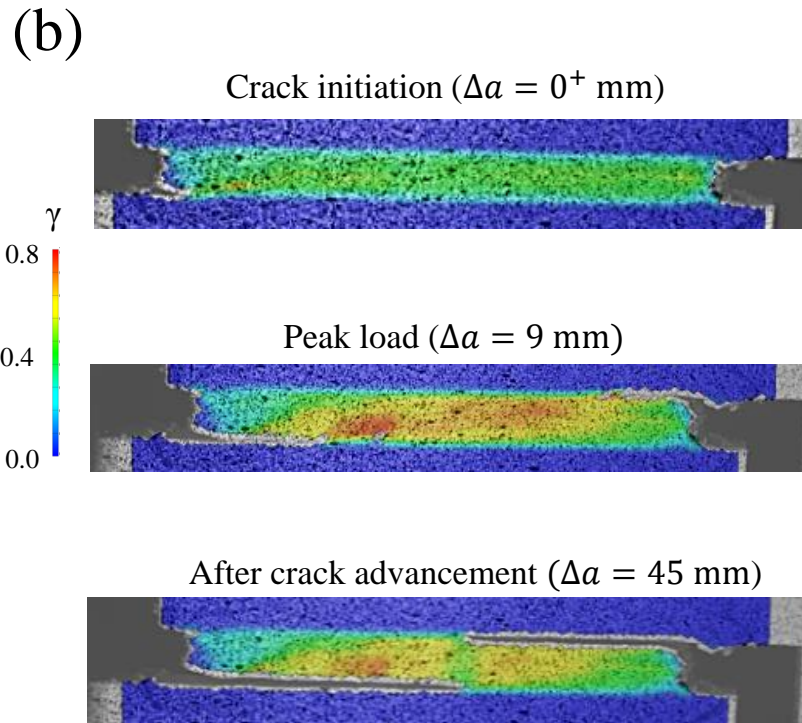 (b)
Crack initiation (Δa = 0⁺ mm)
γ
0.8
0.4
0.0
Peak load (Δa = 9 mm)
After crack advancement (Δa = 45 mm)